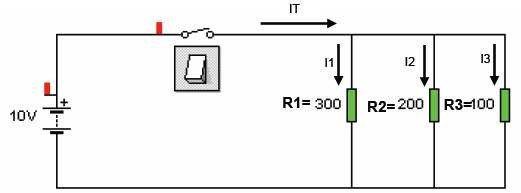 IT
I1
I2
I3
R1= 300
R2= 200
R3= 100
+
10V